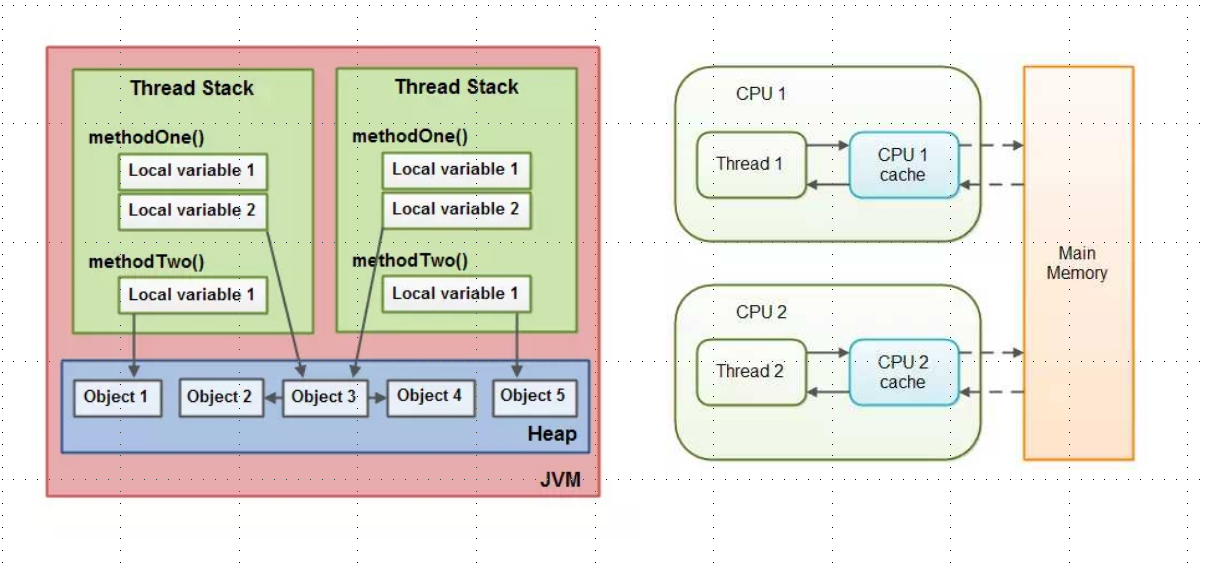 Thread Stack
methodOne()
Local variable 1
Local variable 2
methodTwo()
Local variable 1
Thread Stack
methodOne()
Local variable 1
Local variable 2
methodTwo()
Local variable 1
Object 1
Object 2
Object 3
Object 4
Object 5
Heap
JVM
CPU 1
Thread 1
CPU 1
cache
CPU 2
Thread 2
CPU 2
cache
Main
Memory